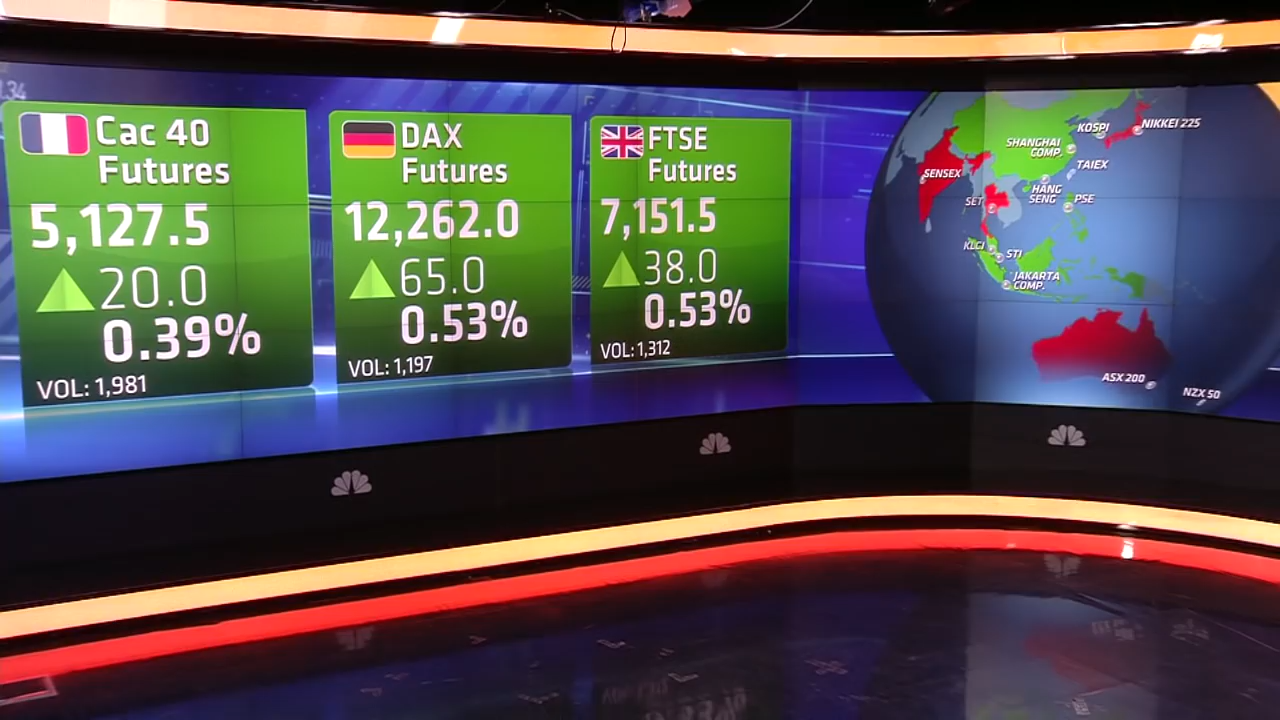 Cac 40
Futures
5,127.5
20.0
0.39%
VOL: 1,981
DAX
Futures
12,262.0
65.0
0.53%
VOL: 1,197
FTSE
Futures
7,151.5
38.0
0.53%
VOL: 1,312
KOSPI
NIKKEI 225
SHANGHAI
COMP.
TAIEX
SENSEX
HANG
SENG
SET
PSE
KLCI
STI
JAKARTA
COMP.
ASX 200
NZX 50